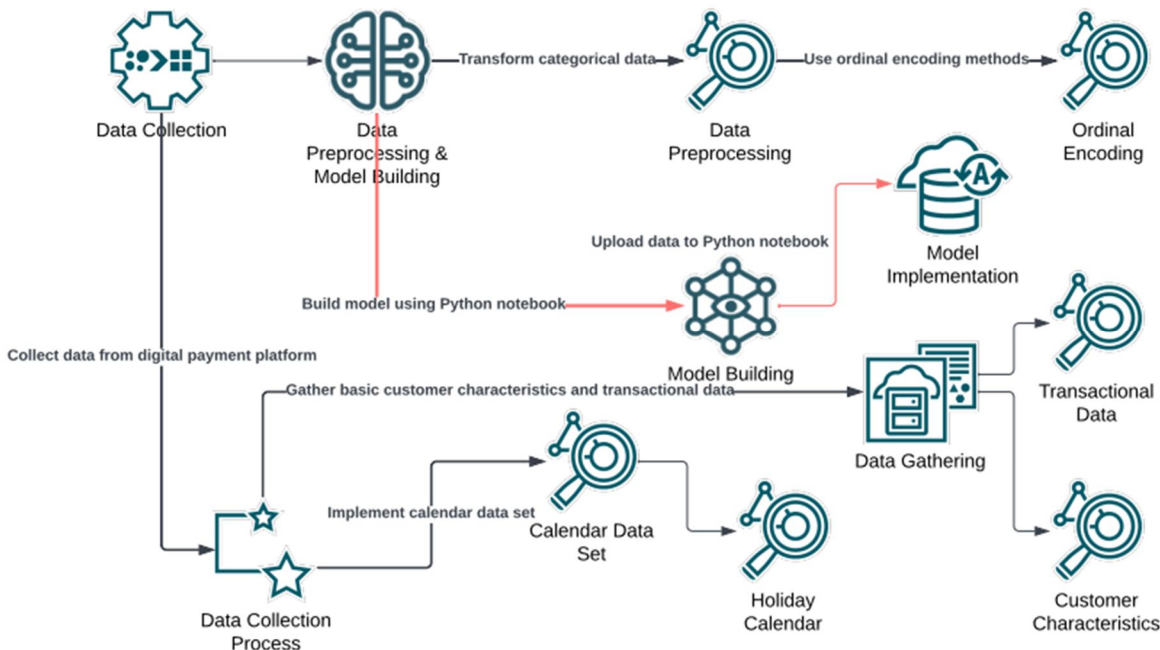 Transform categorical data
Use ordinal encoding methods
Data Collection
Data
Preprocessing &
Model Building
Data
Preprocessing
Ordinal
Encoding
Upload data to Python notebook
Model
Implementation
Build model using Python notebook
Collect data from digital payment platform
Model Building
Gather basic customer characteristics and transactional data
Transactional
Data
Data Gathering
Implement calendar data set
Calendar Data
Set
Holiday
Calendar
Customer
Characteristics
Data Collection
Process
A